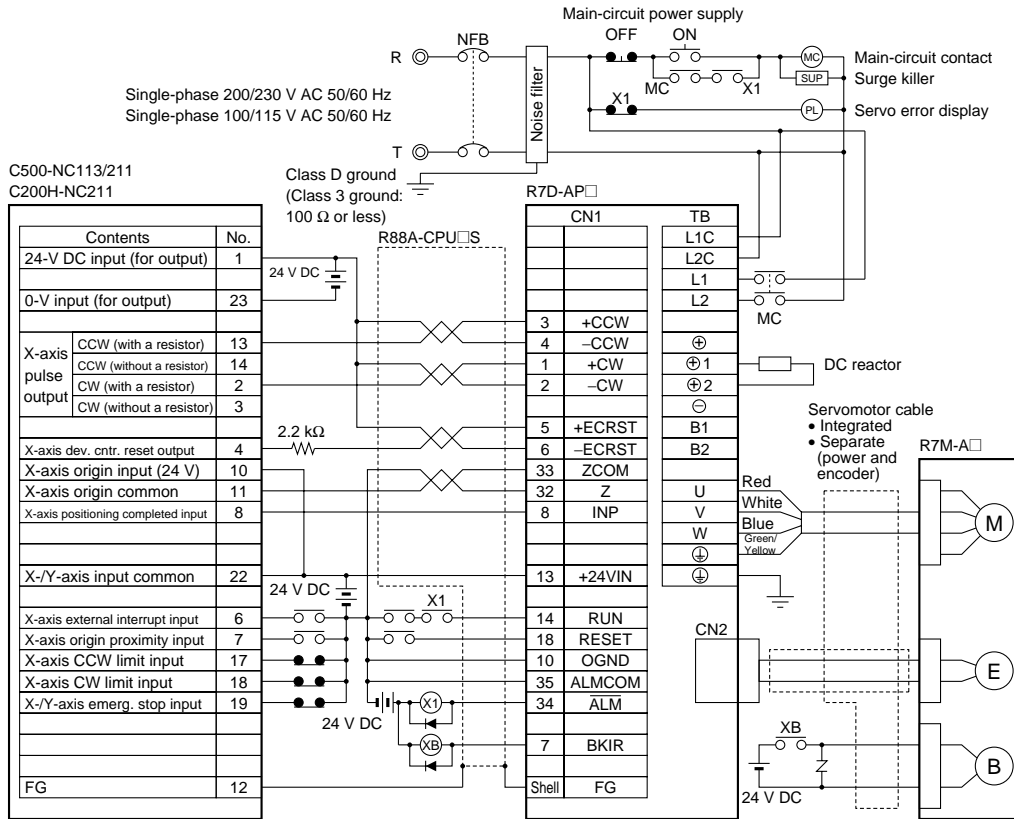 Main-circuit power supply
OFF
ON
NFB
R
MC
Main-circuit contact
MC
X1
SUP
Surge killer
Noise filter
Single-phase 200/230 V AC 50/60 Hz
Single-phase 100/115 V AC 50/60 Hz
X1
PL
Servo error display
T
C500-NC113/211
C200H-NC211
Class D ground
(Class 3 ground:
100 Ω or less)
R7D-AP□
R88A-CPU□S
CN1
TB
Contents
No.
L1C
24-V DC input (for output)
1
L2C
24 V DC
L1
0-V input (for output)
23
L2
MC
3
+CCW
X-axis
pulse
output
CCW (with a resistor)
13
4
−CCW
⊕
CCW (without a resistor)
14
1
+CW
⊕1
DC reactor
CW (with a resistor)
2
2
−CW
⊕2
CW (without a resistor)
3
⊖
5
+ECRST
B1
2.2 kΩ
X-axis dev. cntr. reset output
4
6
−ECRST
B2
Servomotor cable
• Integrated
• Separate
(power and
encoder)
R7M-A□
X-axis origin input (24 V)
10
33
ZCOM
X-axis origin common
11
32
Z
U
Red
X-axis positioning completed input
8
8
INP
V
White
W
Blue
Green/
Yellow
M
X-/Y-axis input common
22
24 V DC
13
+24VIN
X-axis external interrupt input
6
X1
14
RUN
X-axis origin proximity input
7
18
RESET
CN2
X-axis CCW limit input
17
10
OGND
X-axis CW limit input
18
35
ALMCOM
E
X-/Y-axis emerg. stop input
19
24 V DC
X1
34
ALM
XB
7
BKIR
XB
B
24 V DC
FG
12
Shell
FG